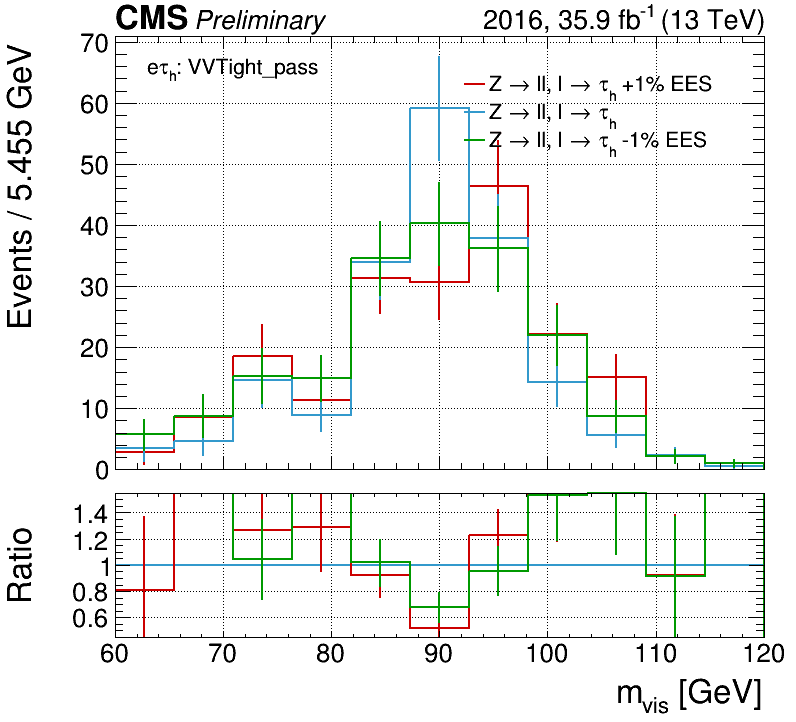 CMS Preliminary 2016, 35.9 fb⁻¹ (13 TeV)
eτₕ: VVTight_pass
Z → ll, l → τₕ +1% EES
Z → ll, l → τₕ
Z → ll, l → τₕ -1% EES
Events / 5.455 GeV
70
60
50
40
30
20
10
0
Ratio
1.4
1.2
1
0.8
0.6
60 70 80 90 100 110 120
m_vis [GeV]